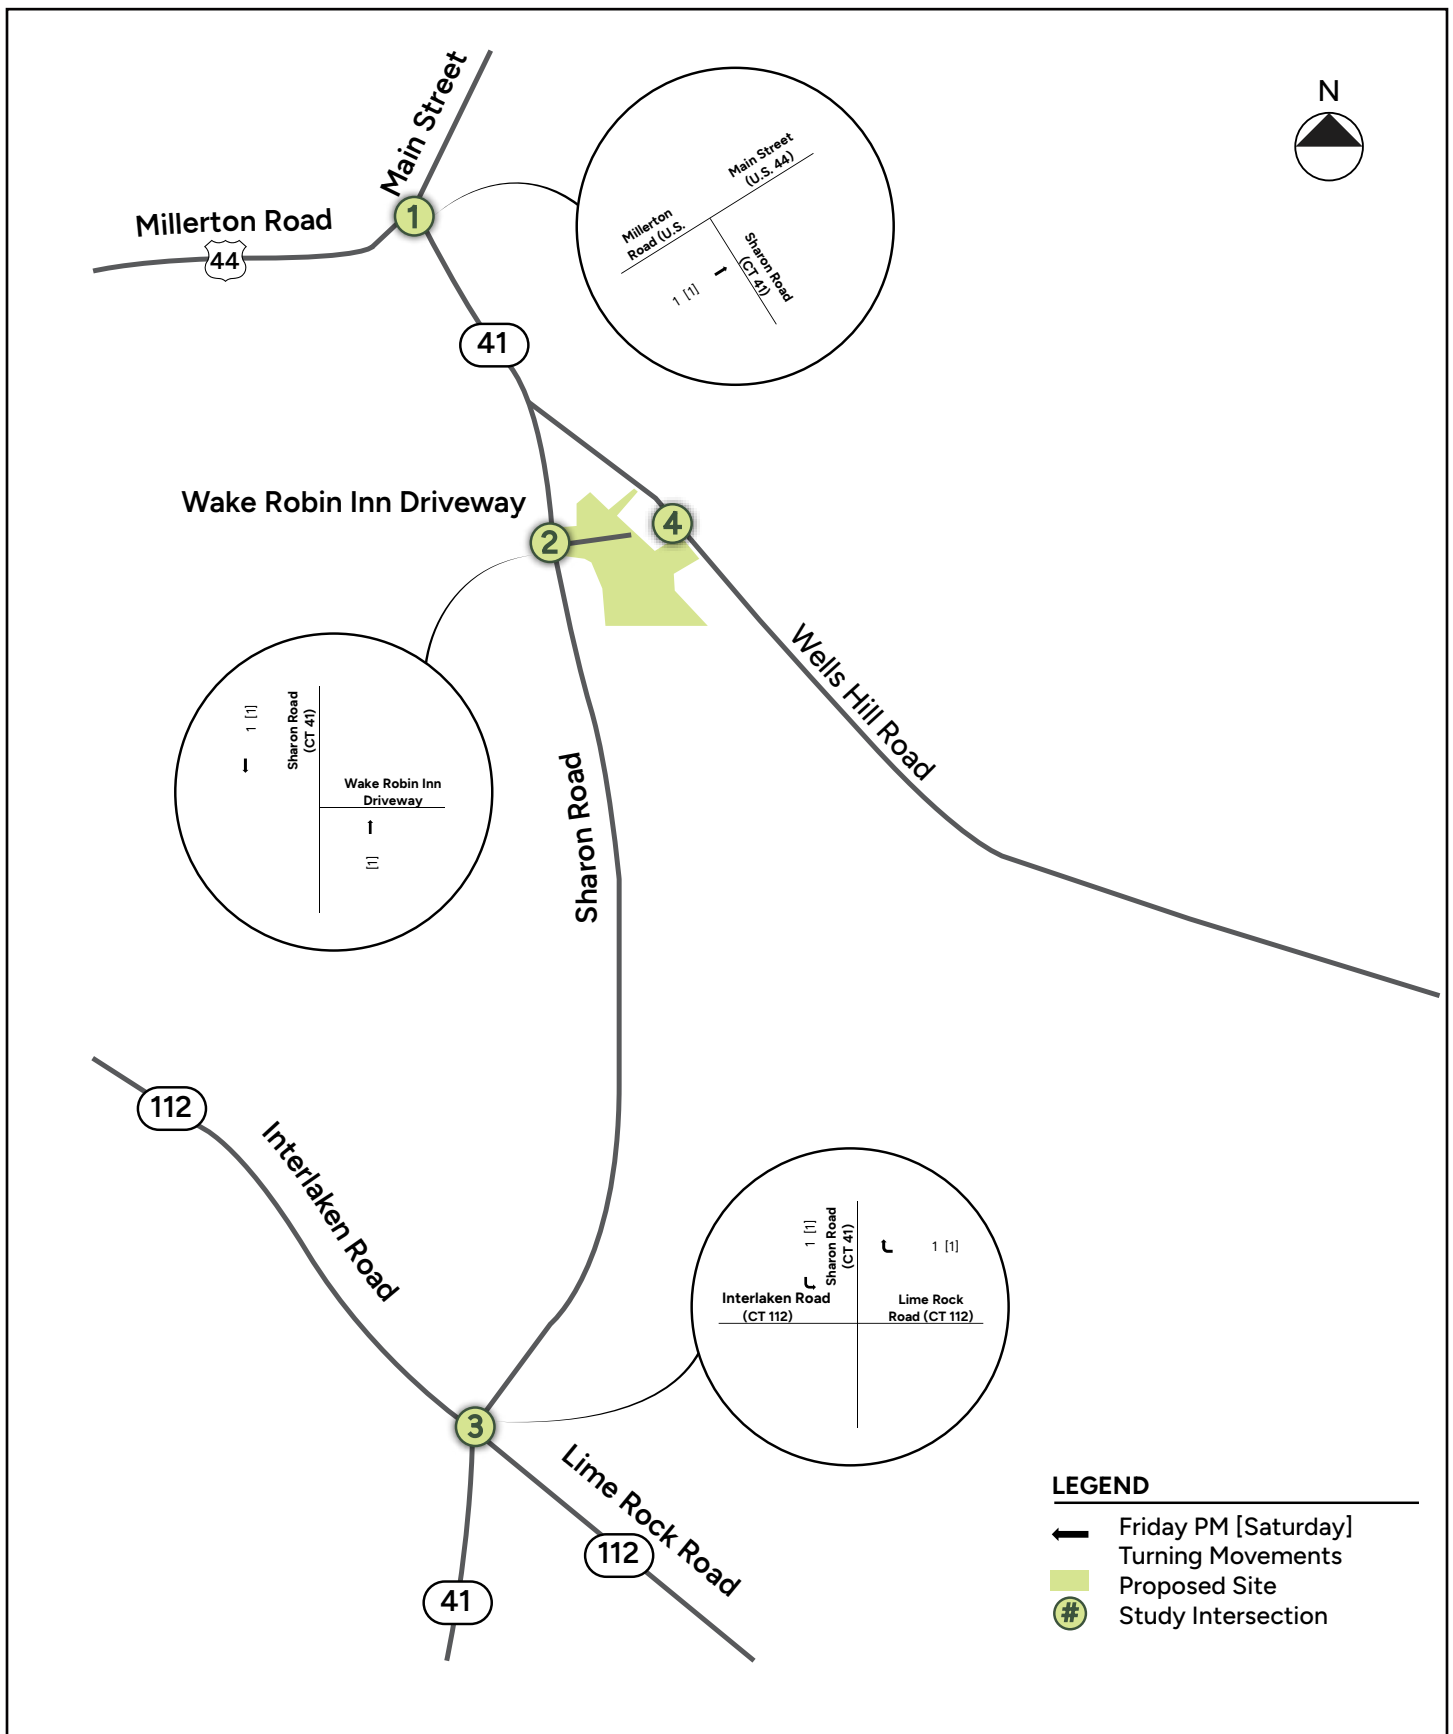 Main Street
N
Millerton Road
44
1
Main Street
(U.S. 44)
Millerton
Road (U.S.
Sharon Road
(CT 41)
1 [1]
41
Wake Robin Inn Driveway
2
4
Wells Hill Road
1 [1]
Sharon Road
(CT 41)
Wake Robin Inn
Driveway
[1]
Sharon Road
112
Interlaken Road
1 [1]
Sharon Road
(CT 41)
1 [1]
Interlaken Road
(CT 112)
Lime Rock
Road (CT 112)
3
Lime Rock Road
112
41
LEGEND
Friday PM [Saturday]
Turning Movements
Proposed Site
# Study Intersection